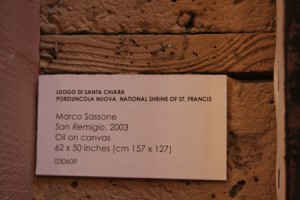 LUOGO DI SANTA CHIARA
PORZIUNCOLA NUOVA, NATIONAL SHRINE OF ST. FRANCIS
Marco Sassone
San Remigio, 2003
Oil on canvas
62 x 50 inches (cm 157 x 127)
030609